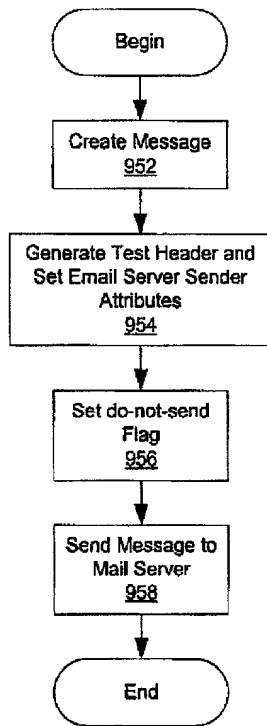 Begin
Create Message
952
Generate Test Header and
Set Email Server Sender
Attributes
954
Set do-not-send
Flag
956
Send Message to
Mail Server
958
End